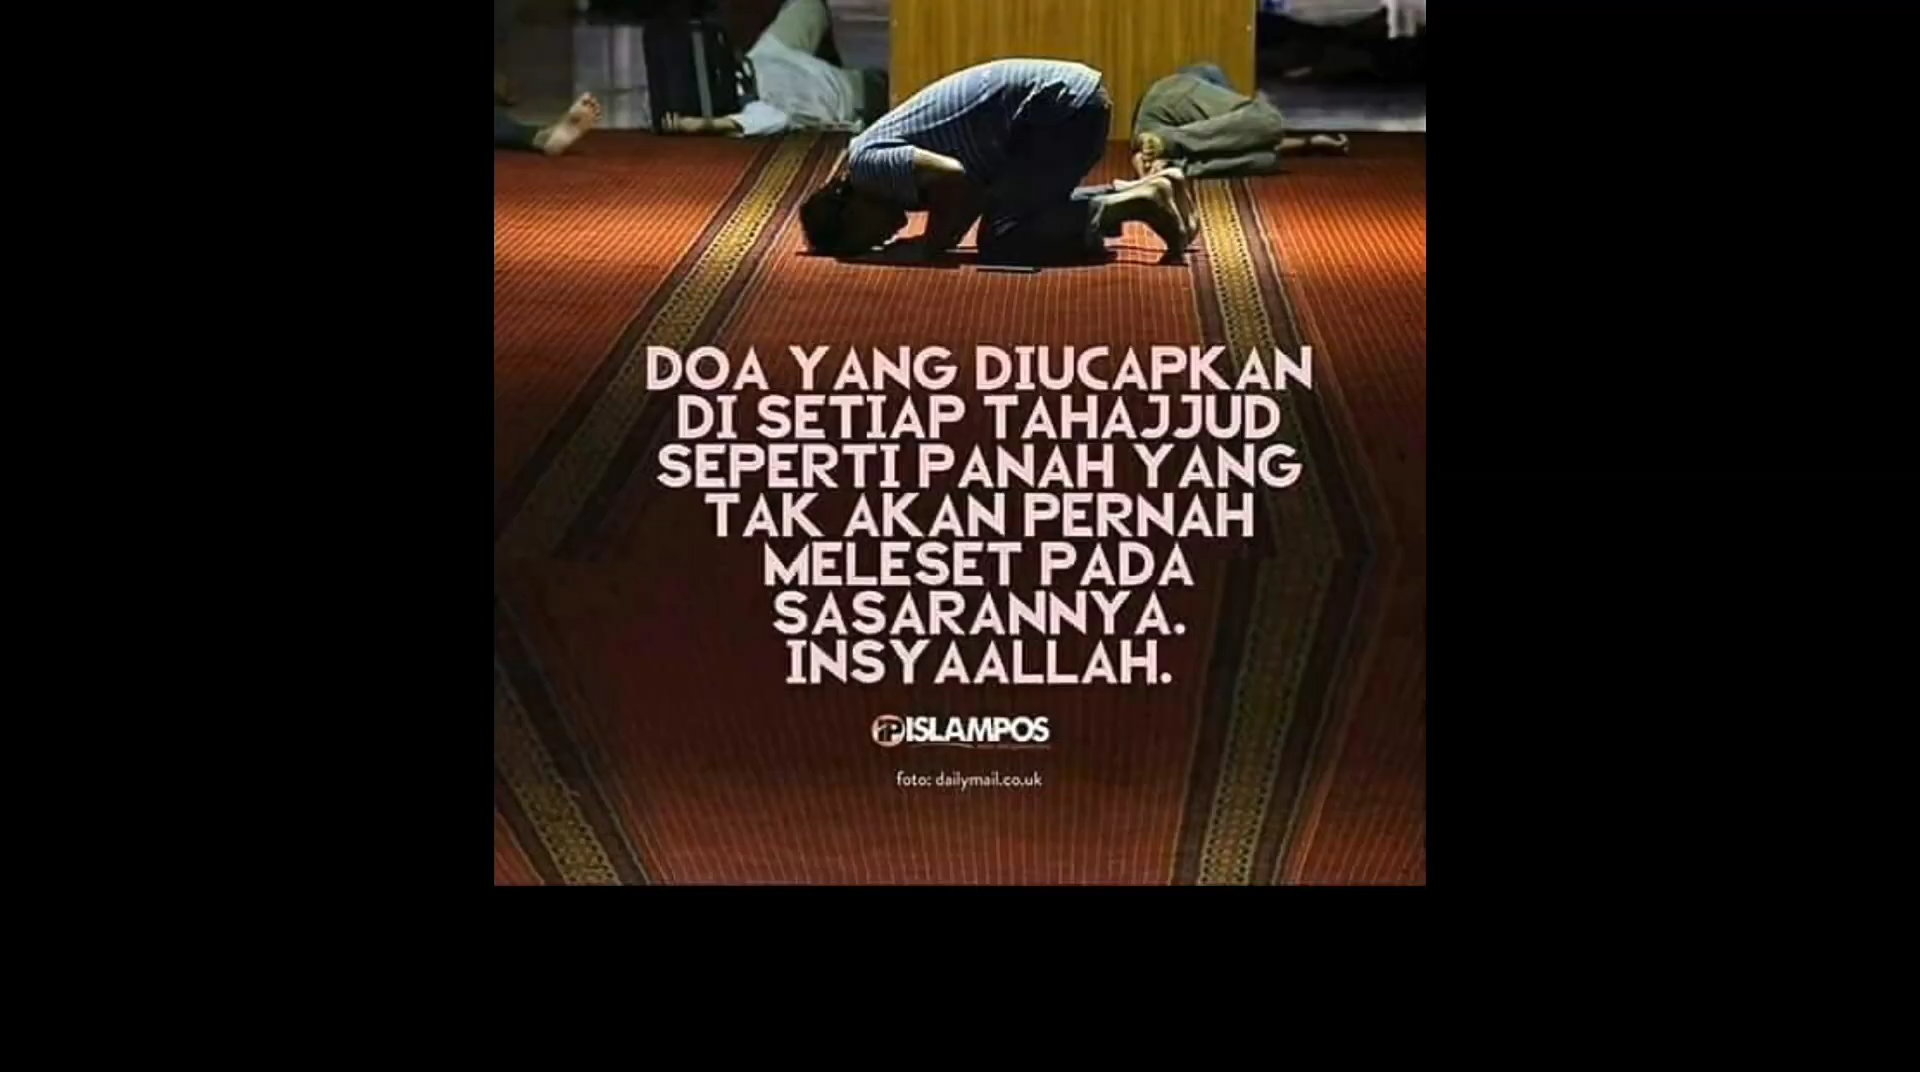 DOA YANG DIUCAPKAN
DI SETIAP TAHAJJUD
SEPERTI PANAH YANG
TAK AKAN PERNAH
MELESET PADA
SASARANNYA.
INSYAALLAH.
iP ISLAMPOS
foto: dailymail.co.uk